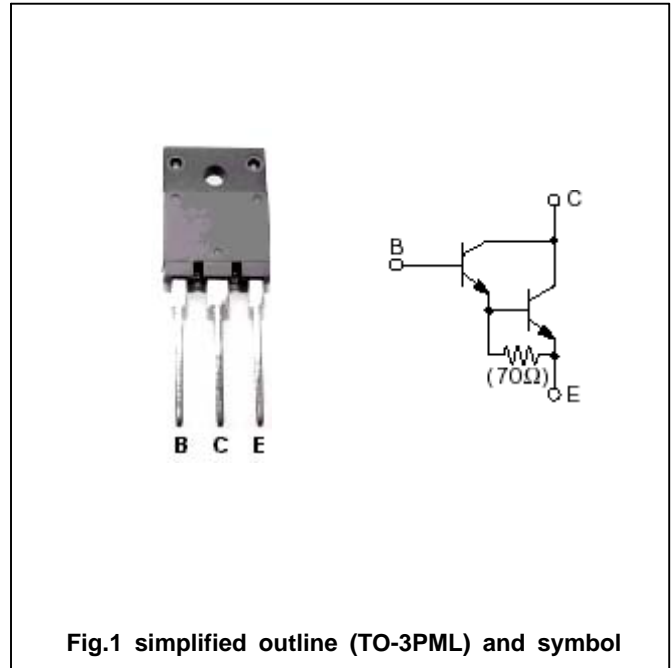 B C E
B
C
(70Ω)
E
Fig.1 simplified outline (TO-3PML) and symbol